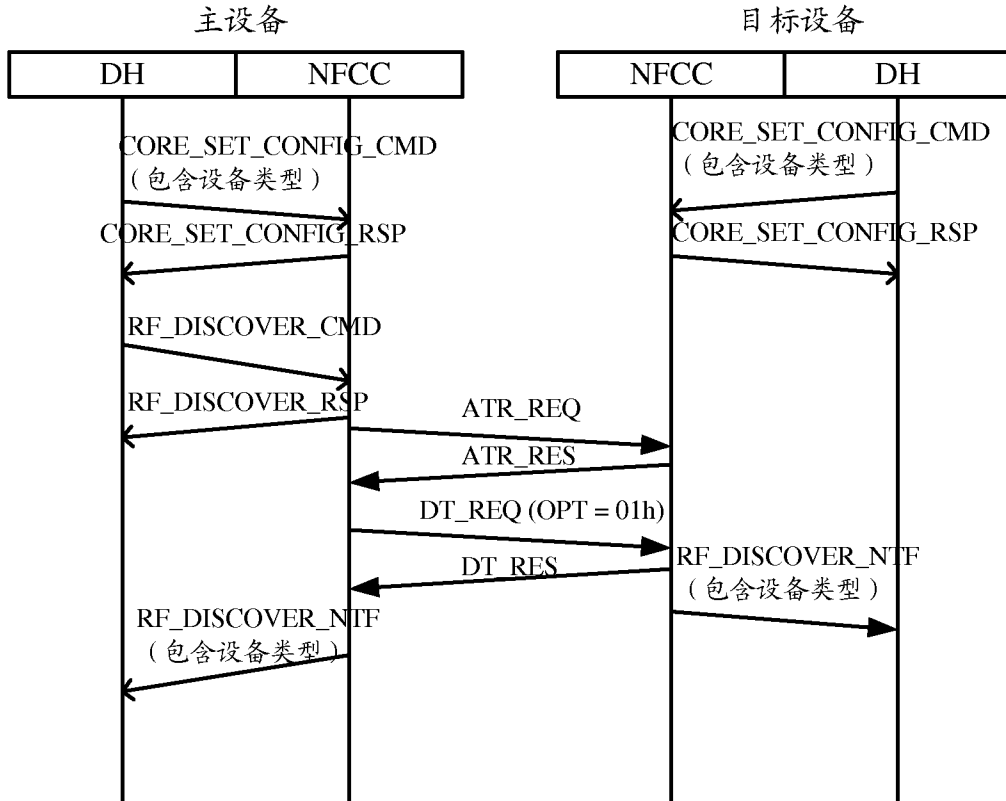 主设备
目标设备
DH
NFCC
NFCC
DH
CORE_SET_CONFIG_CMD
（包含设备类型）
CORE_SET_CONFIG_CMD
（包含设备类型）
CORE_SET_CONFIG_RSP
CORE_SET_CONFIG_RSP
RF_DISCOVER_CMD
RF_DISCOVER_RSP
ATR_REQ
ATR_RES
DT_REQ (OPT = 01h)
DT_RES
RF_DISCOVER_NTF
（包含设备类型）
RF_DISCOVER_NTF
（包含设备类型）